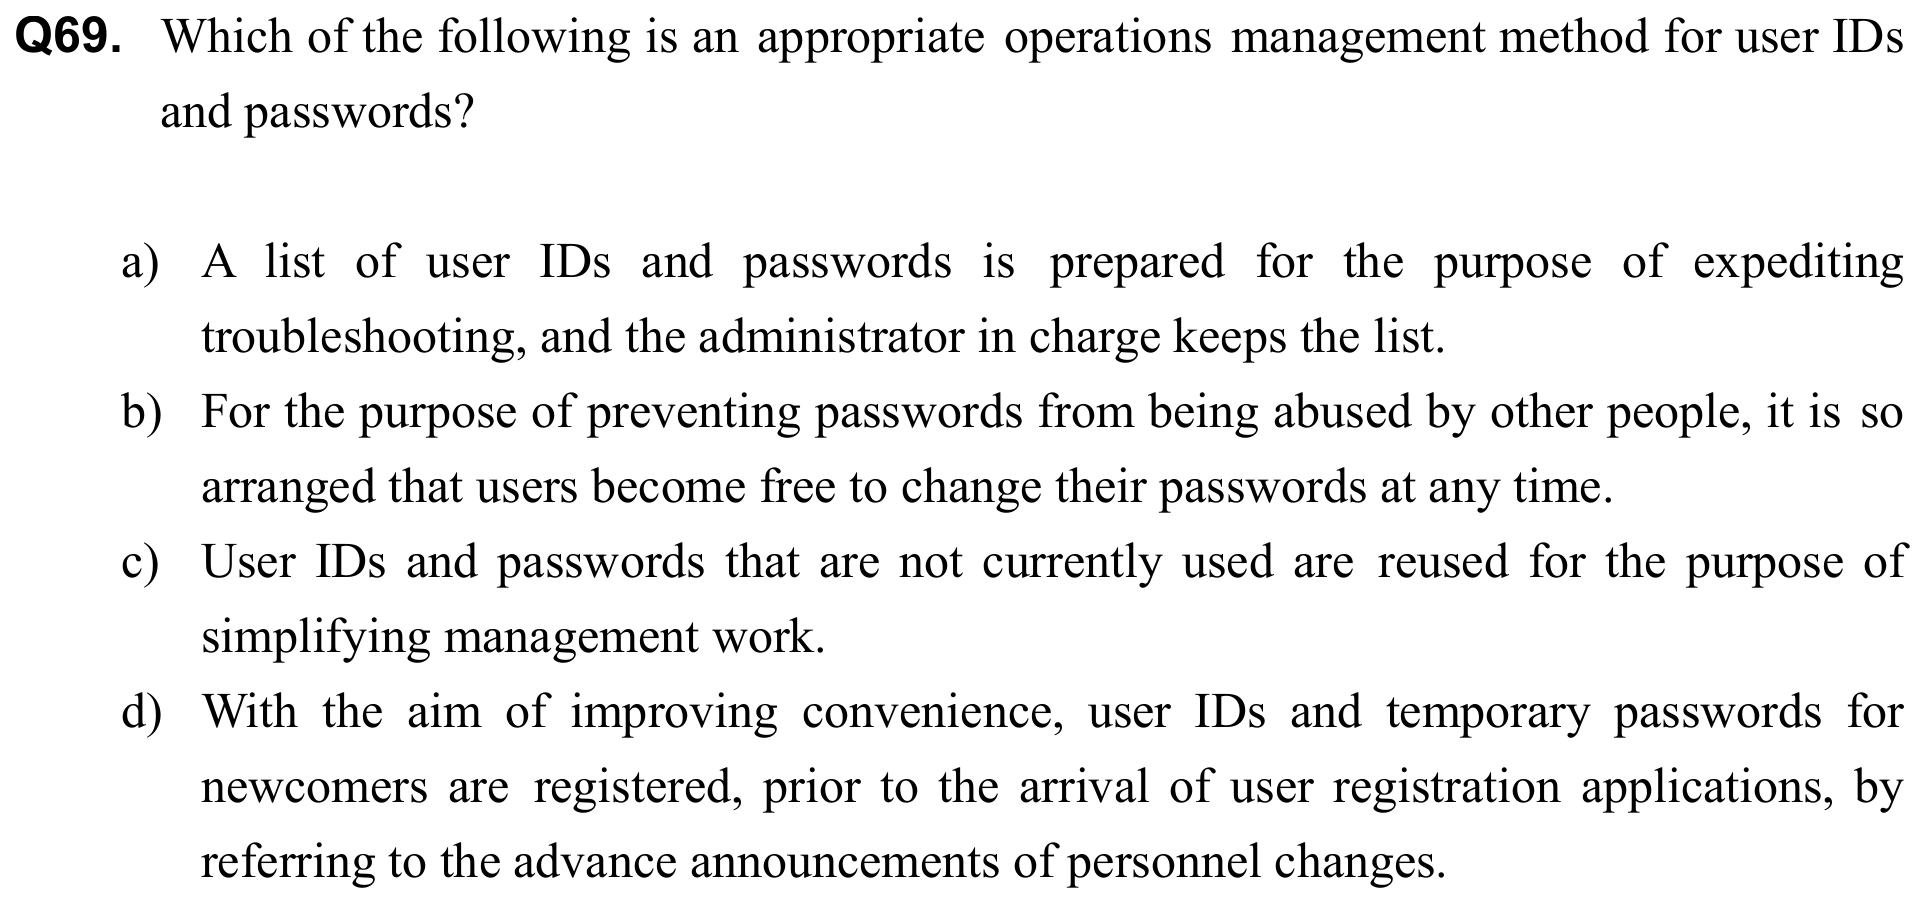 Q69. Which of the following is an appropriate operations management method for user IDs
and passwords?
a) A list of user IDs and passwords is prepared for the purpose of expediting
troubleshooting, and the administrator in charge keeps the list.
b) For the purpose of preventing passwords from being abused by other people, it is so
arranged that users become free to change their passwords at any time.
c) User IDs and passwords that are not currently used are reused for the purpose of
simplifying management work.
d) With the aim of improving convenience, user IDs and temporary passwords for
newcomers are registered, prior to the arrival of user registration applications, by
referring to the advance announcements of personnel changes.